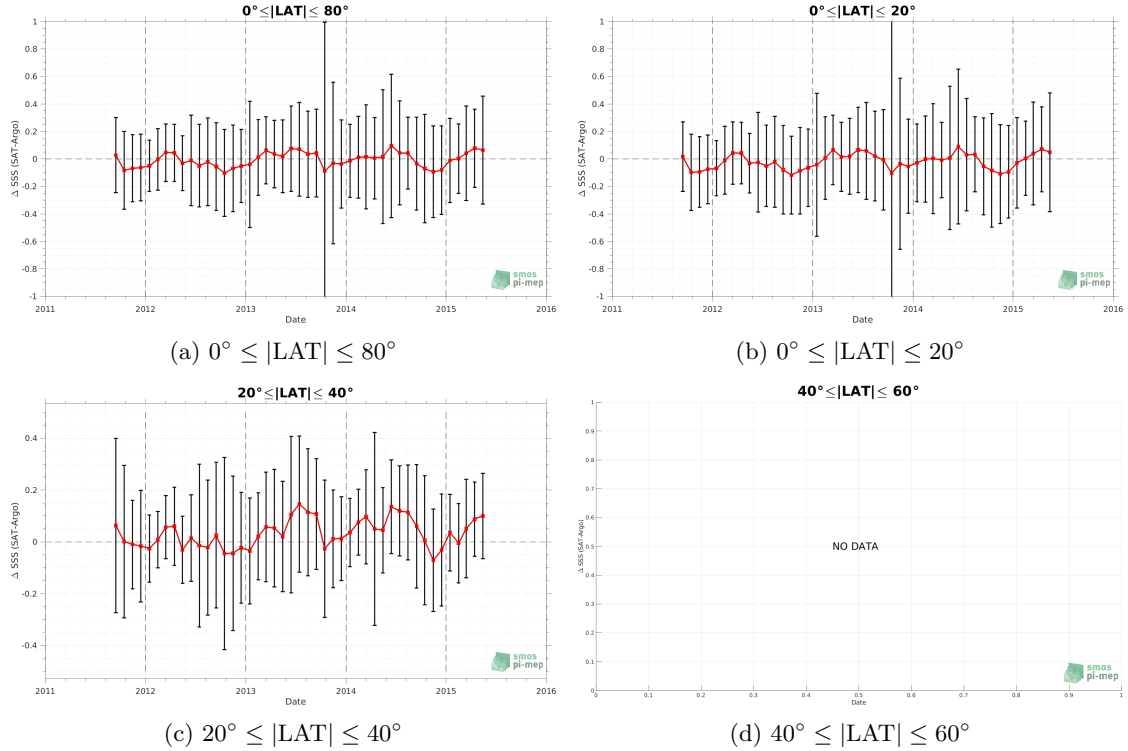 0°≤|LAT|≤ 80°
1
0.8
0.6
0.4
0.2
0
-0.2
-0.4
-0.6
-0.8
-1
Δ SSS (SAT-Argo)
2011
2012
2013
2014
2015
2016
Date
smos
pi-mep
(a) 0° ≤ |LAT| ≤ 80°
0°≤|LAT|≤ 20°
1
0.8
0.6
0.4
0.2
0
-0.2
-0.4
-0.6
-0.8
-1
Δ SSS (SAT-Argo)
2011
2012
2013
2014
2015
2016
Date
smos
pi-mep
(b) 0° ≤ |LAT| ≤ 20°
20°≤|LAT|≤ 40°
0.4
0.2
0
-0.2
-0.4
Δ SSS (SAT-Argo)
2011
2012
2013
2014
2015
2016
Date
smos
pi-mep
(c) 20° ≤ |LAT| ≤ 40°
40°≤|LAT|≤ 60°
1
0.9
0.8
0.7
0.6
0.5
0.4
0.3
0.2
0.1
0
Δ SSS (SAT-Argo)
NO DATA
0
0.1
0.2
0.3
0.4
0.5
0.6
0.7
0.8
0.9
1
Date
smos
pi-mep
(d) 40° ≤ |LAT| ≤ 60°